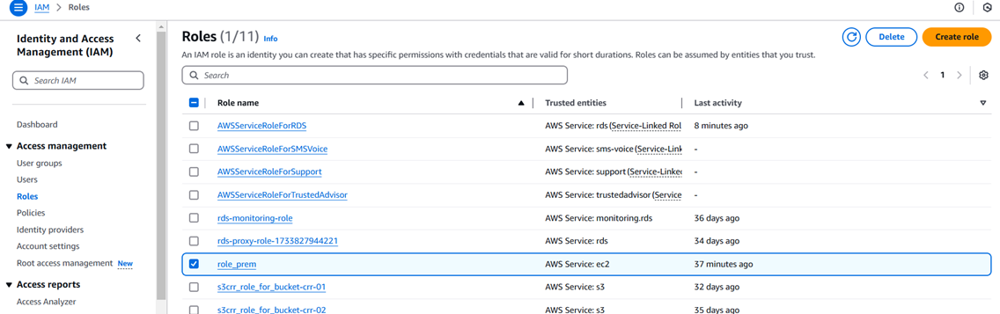 IAM > Roles
Identity and Access Management (IAM)
Search IAM
Dashboard
Access management
User groups
Users
Roles
Policies
Identity providers
Account settings
Root access management New
Access reports
Access Analyzer
Roles (1/11) Info
Delete
Create role
An IAM role is an identity you can create that has specific permissions with credentials that are valid for short durations. Roles can be assumed by entities that you trust.
Search
1
Role name Trusted entities Last activity
AWSServiceRoleForRDS AWS Service: rds (Service-Linked Rol 8 minutes ago
AWSServiceRoleForSMSVoice AWS Service: sms-voice (Service-Link -
AWSServiceRoleForSupport AWS Service: support (Service-Linked -
AWSServiceRoleForTrustedAdvisor AWS Service: trustedadvisor (Service -
rds-monitoring-role AWS Service: monitoring.rds 36 days ago
rds-proxy-role-1733827944221 AWS Service: rds 34 days ago
role_prem AWS Service: ec2 37 minutes ago
s3crr_role_for_bucket-crr-01 AWS Service: s3 32 days ago
s3crr_role_for_bucket-crr-02 AWS Service: s3 35 days ago